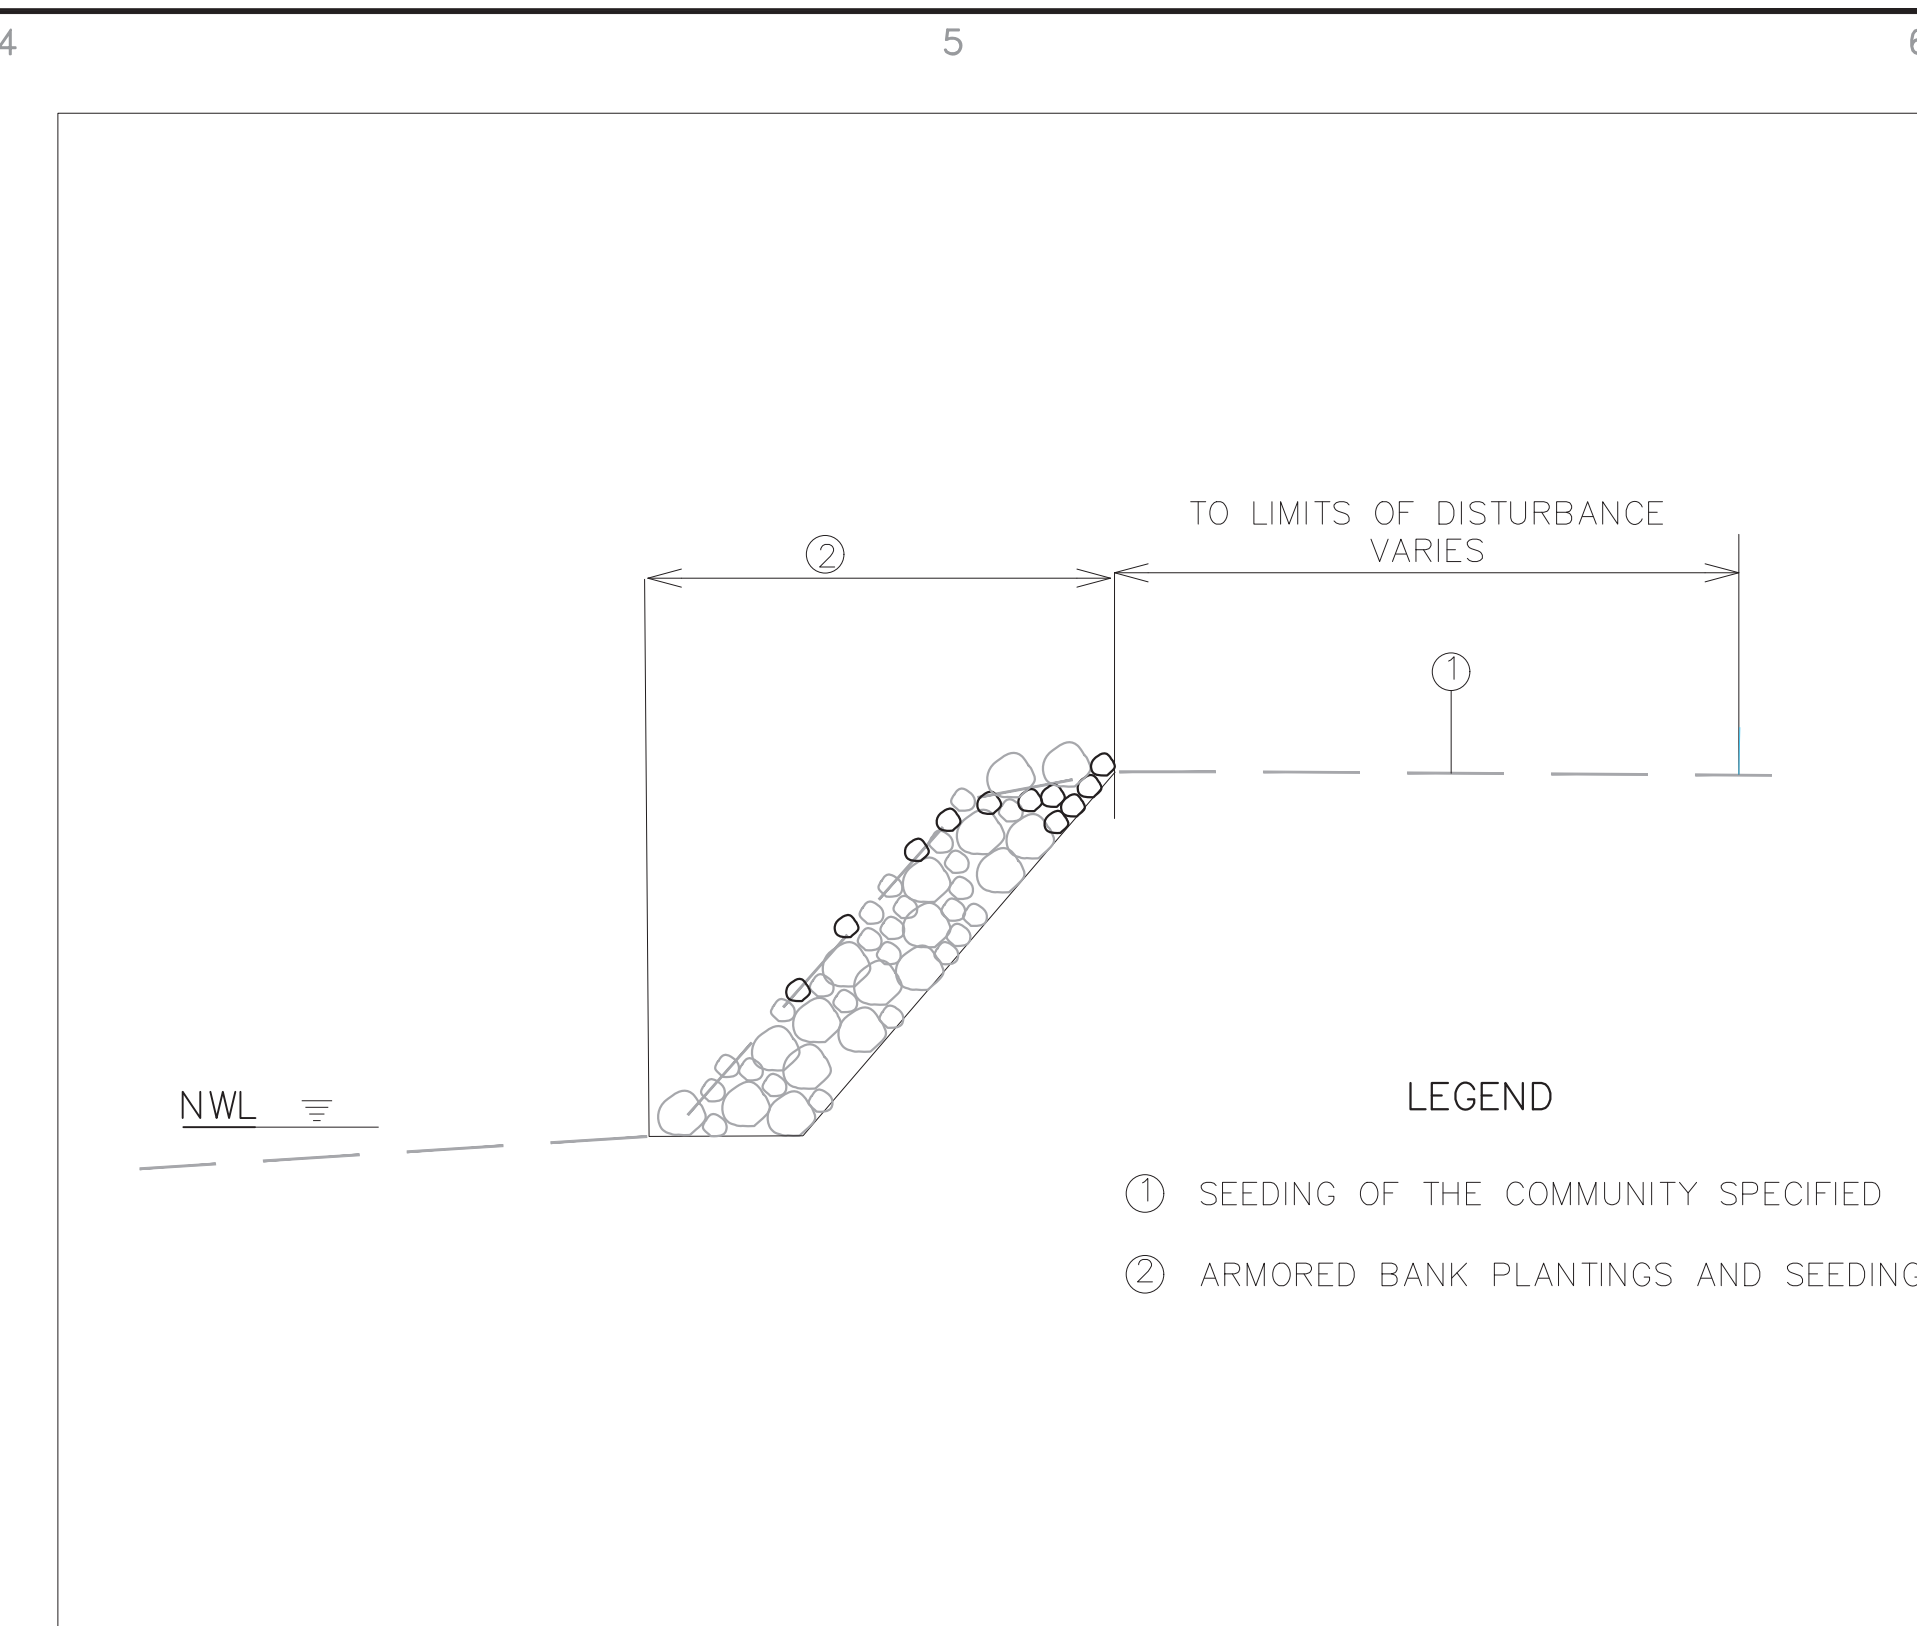 4 5 6
TO LIMITS OF DISTURBANCE
VARIES
2
1
NWL
LEGEND
1 SEEDING OF THE COMMUNITY SPECIFIED
2 ARMORED BANK PLANTINGS AND SEEDING